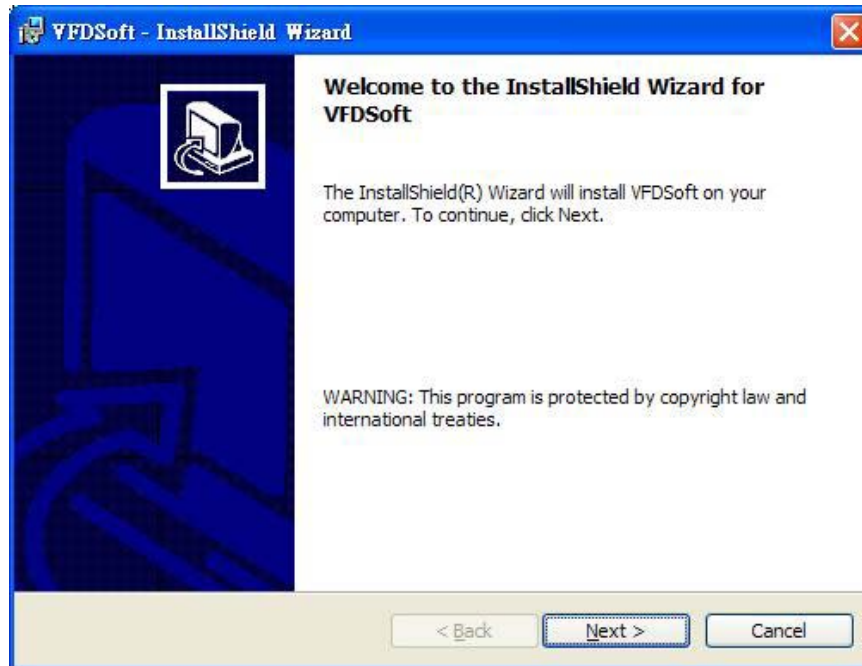 VFDSoft - InstallShield Wizard
Welcome to the InstallShield Wizard for
VFDSoft
The InstallShield(R) Wizard will install VFDSoft on your
computer. To continue, click Next.
WARNING: This program is protected by copyright law and
international treaties.
< Back
Next >
Cancel